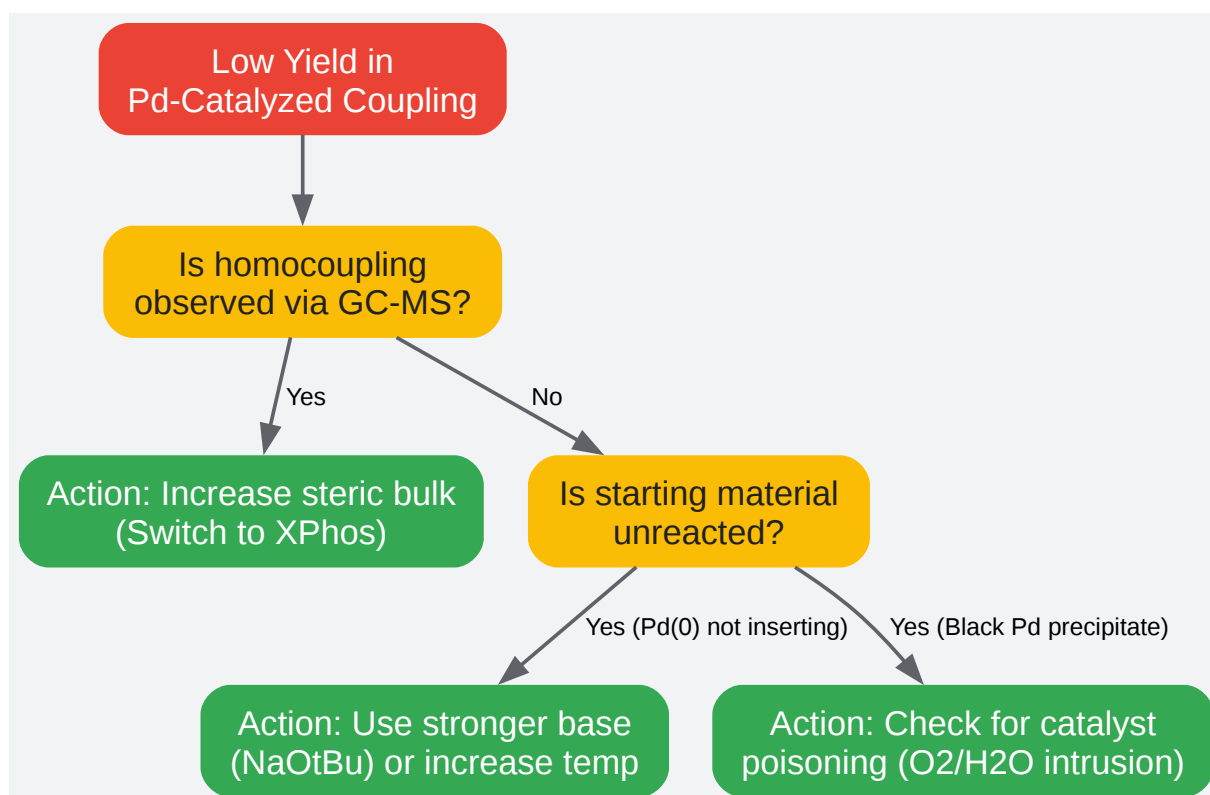 Low Yield in
Pd-Catalyzed Coupling
Is homocoupling
observed via GC-MS?
Yes
No
Action: Increase steric bulk
(Switch to XPhos)
Is starting material
unreacted?
Yes (Pd(0) not inserting)
Yes (Black Pd precipitate)
Action: Use stronger base
(NaOtBu) or increase temp
Action: Check for catalyst
poisoning (O2/H2O intrusion)